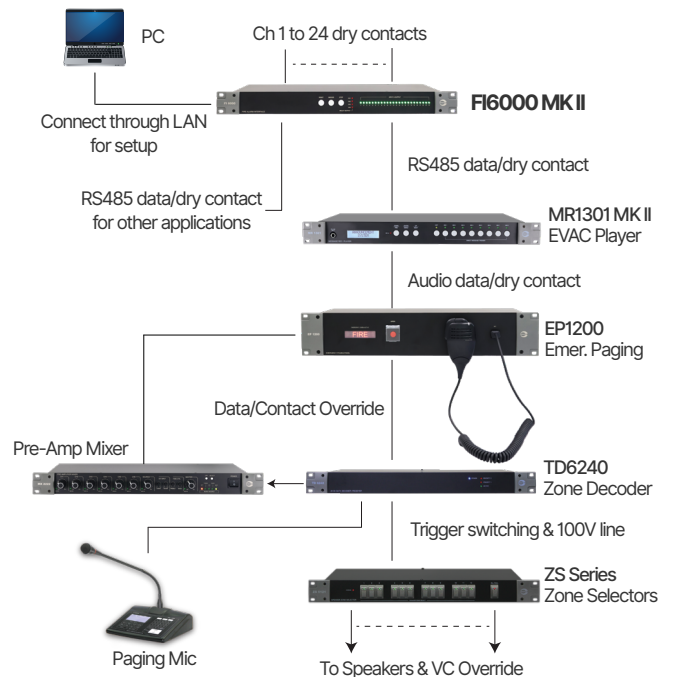 PC
Ch 1 to 24 dry contacts
FI6000 MK II
Connect through LAN
for setup
RS485 data/dry contact
RS485 data/dry contact
for other applications
MR1301 MK II
EVAC Player
Audio data/dry contact
EP1200
Emer. Paging
FIRE
Data/Contact Override
Pre-Amp Mixer
TD6240
Zone Decoder
Trigger switching & 100V line
ZS Series
Zone Selectors
Paging Mic
To Speakers & VC Override